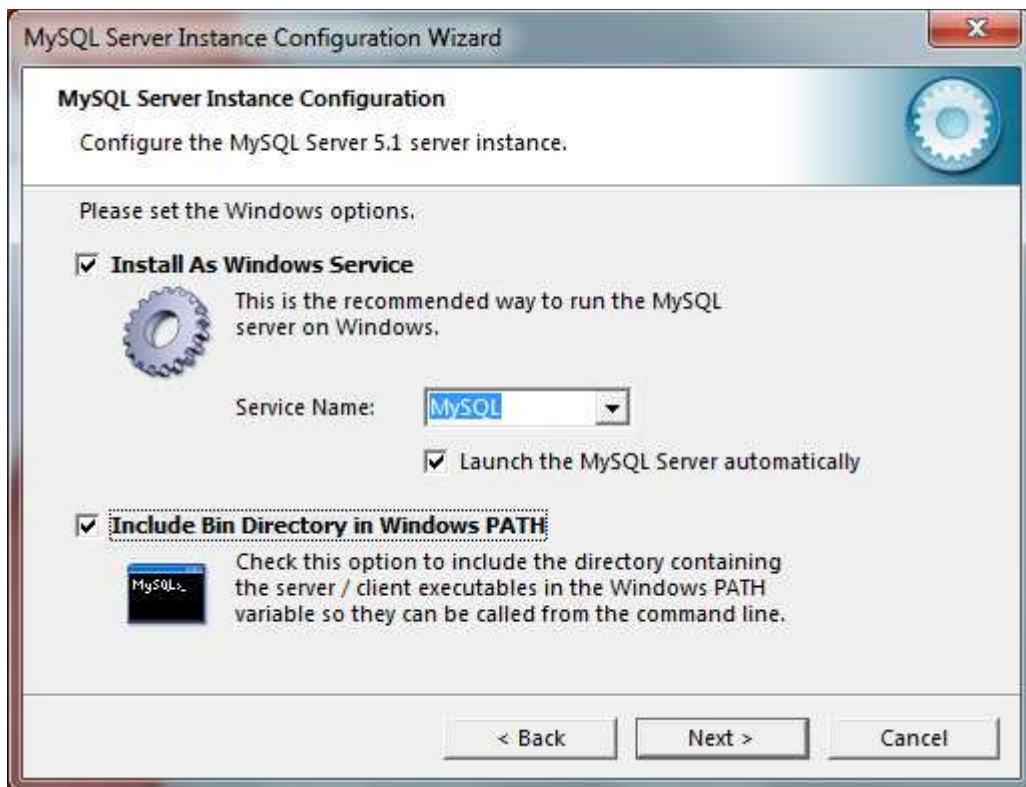 MySQL Server Instance Configuration Wizard
MySQL Server Instance Configuration
Configure the MySQL Server 5.1 server instance.
Please set the Windows options.
Install As Windows Service
This is the recommended way to run the MySQL
server on Windows.
Service Name:
MySQL
Launch the MySQL Server automatically
Include Bin Directory in Windows PATH
Check this option to include the directory containing
the server / client executables in the Windows PATH
variable so they can be called from the command line.
MySQL>_
< Back
Next >
Cancel